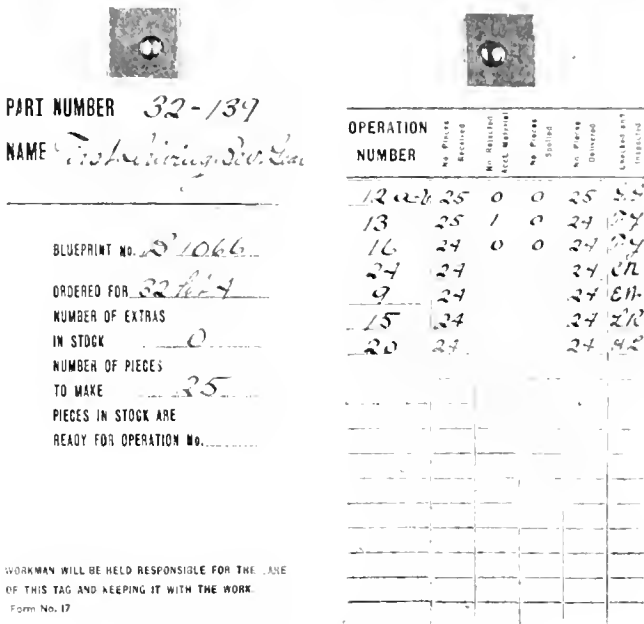 PART NUMBER 32-139
NAME
BLUEPRINT No. 1066
ORDERED FOR 32
NUMBER OF EXTRAS
IN STOCK 0
NUMBER OF PIECES
TO MAKE 25
PIECES IN STOCK ARE
READY FOR OPERATION No.
WORKMAN WILL BE HELD RESPONSIBLE FOR THE CARE
OF THIS TAG AND KEEPING IT WITH THE WORK.
Form No. 17
OPERATION NUMBER No Pieces Received No Rejected Acct. Material No Pieces Spoiled No Pieces Delivered Checked and Inspected
12 a-b 25 0 0 25
13 25 1 0 24
16 24 0 0 24
24 24 24
9 24 24
15 24 24
20 24 24